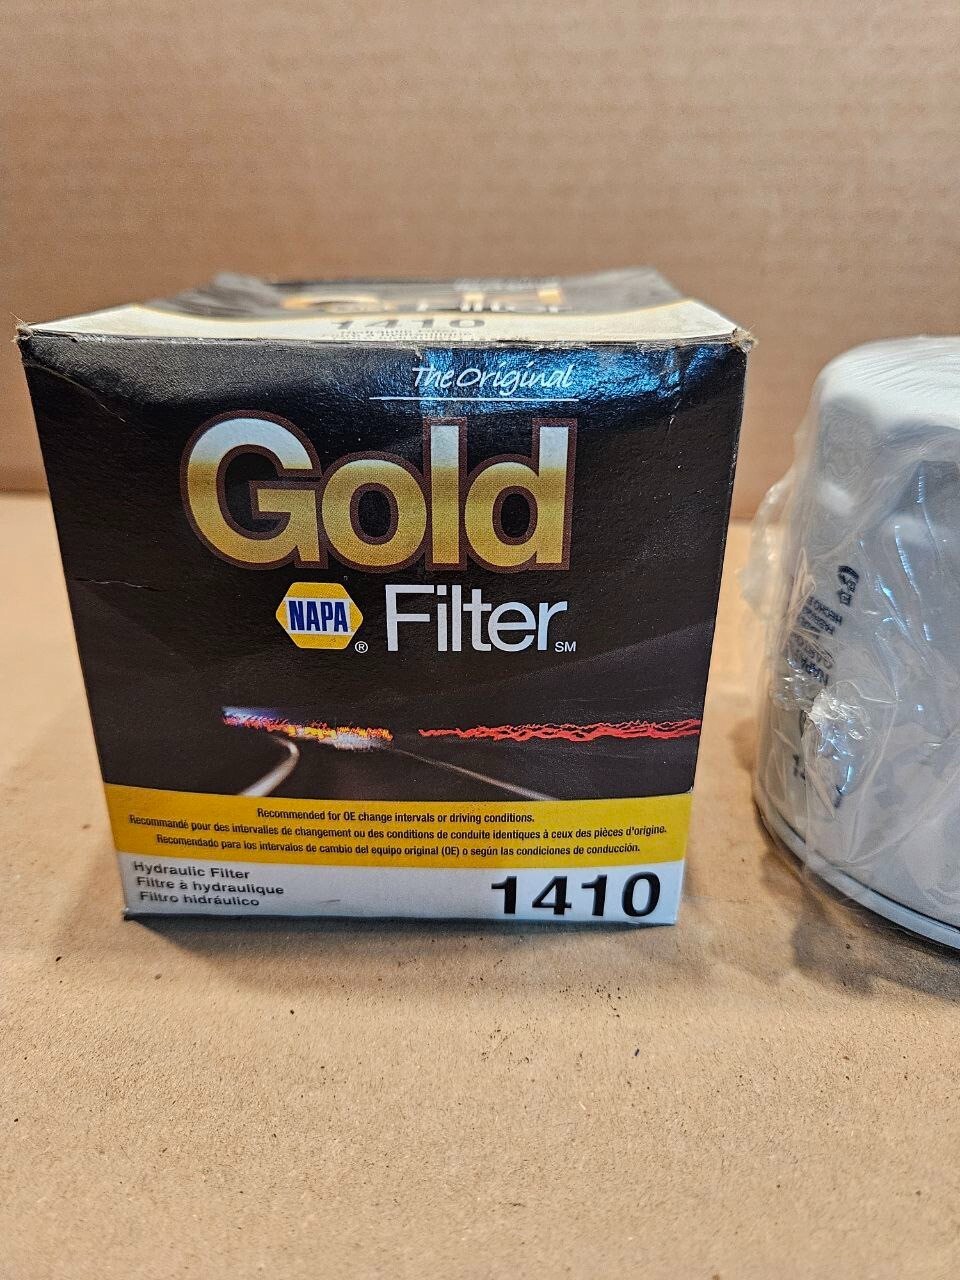 Gold Filter
1410
The Original
Gold
NAPA® FilterSM
Recommended for OE change intervals or driving conditions.
Recommandé pour des intervalles de changement ou des conditions de conduite identiques à ceux des pièces d'origine.
Recomendado para los intervalos de cambio del equipo original (OE) o según las condiciones de conducción.
Hydraulic Filter
Filtre à hydraulique
Filtro hidráulico
1410